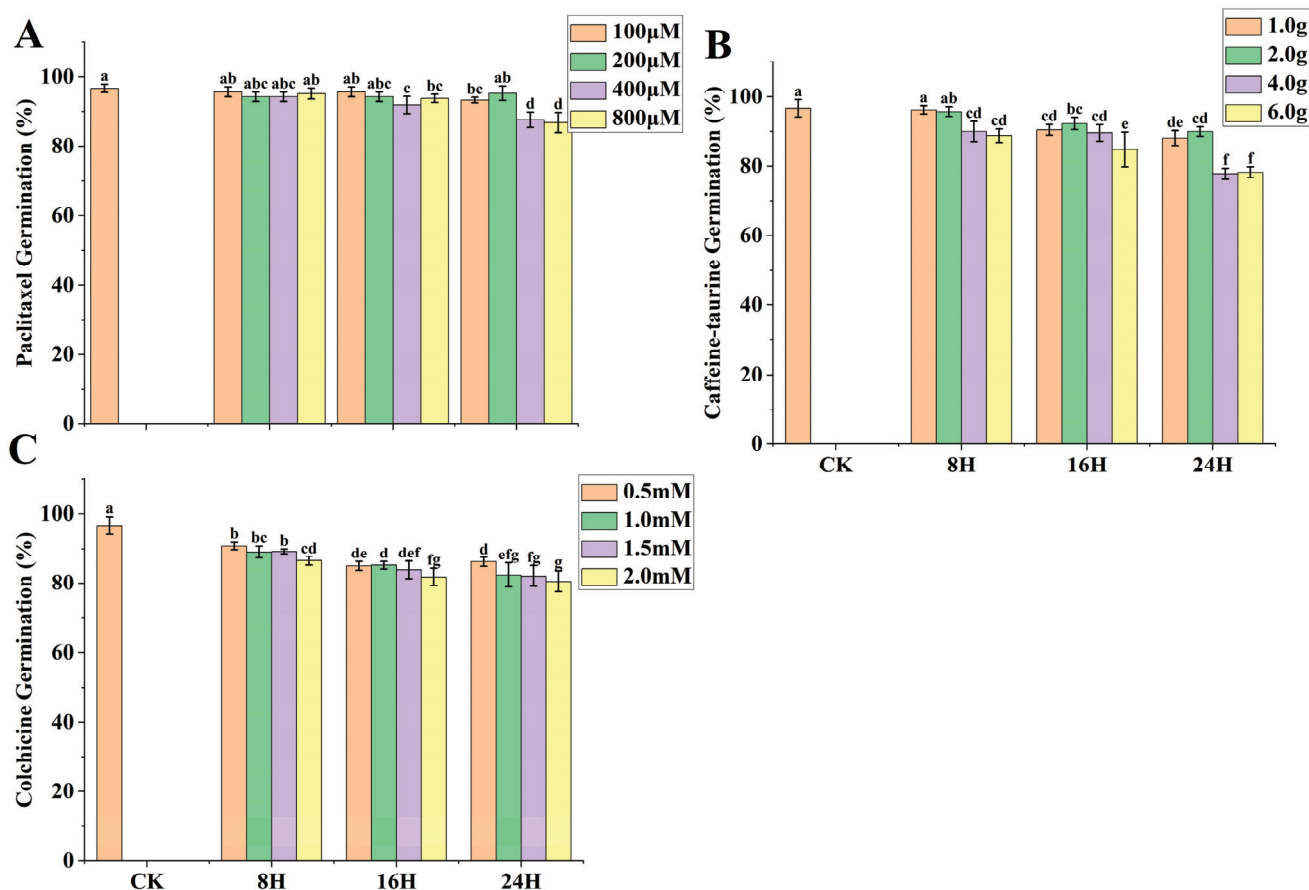 A
100μM
200μM
400μM
800μM
Paclitaxel Germination (%)
100
80
60
40
20
0
a
ab abc abc ab
ab abc c bc
bc ab d d
B
1.0g
2.0g
4.0g
6.0g
Caffeine-taurine Germination (%)
100
80
60
40
20
0
a
a ab cd cd
cd bc cd e
de cd f f
CK 8H 16H 24H
C
0.5mM
1.0mM
1.5mM
2.0mM
Colchicine Germination (%)
100
80
60
40
20
0
a
b bc b cd
de d def fg
d efg fg g
CK 8H 16H 24H